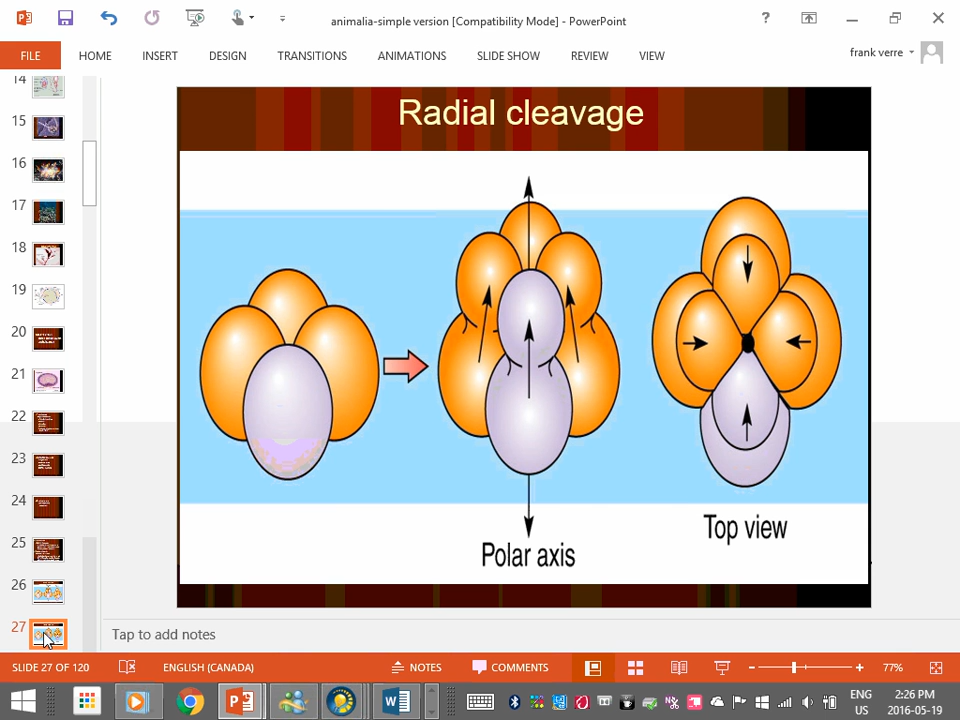 animalia-simple version [Compatibility Mode] - PowerPoint
FILE HOME INSERT DESIGN TRANSITIONS ANIMATIONS SLIDE SHOW REVIEW VIEW
frank verre
14
15
16
17
18
19
20
21
22
23
24
25
26
27
Radial cleavage
Polar axis
Top view
Tap to add notes
SLIDE 27 OF 120 ENGLISH (CANADA) NOTES COMMENTS 77%
ENG 2:26 PM
US 2016-05-19